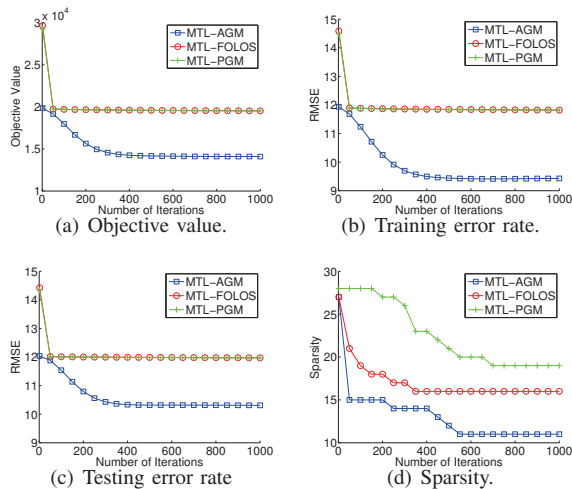 x 10⁴
3
2.5
2
1.5
1
0 200 400 600 800 1000
Objective Value
Number of Iterations
MTL−AGM
MTL−FOLOS
MTL−PGM
(a) Objective value.
15
14
13
12
11
10
9
0 200 400 600 800 1000
RMSE
Number of Iterations
MTL−AGM
MTL−FOLOS
MTL−PGM
(b) Training error rate.
15
14
13
12
11
10
9
0 200 400 600 800 1000
RMSE
Number of Iterations
MTL−AGM
MTL−FOLOS
MTL−PGM
(c) Testing error rate
30
25
20
15
10
0 200 400 600 800 1000
Sparsity
Number of Iterations
MTL−AGM
MTL−FOLOS
MTL−PGM
(d) Sparsity.